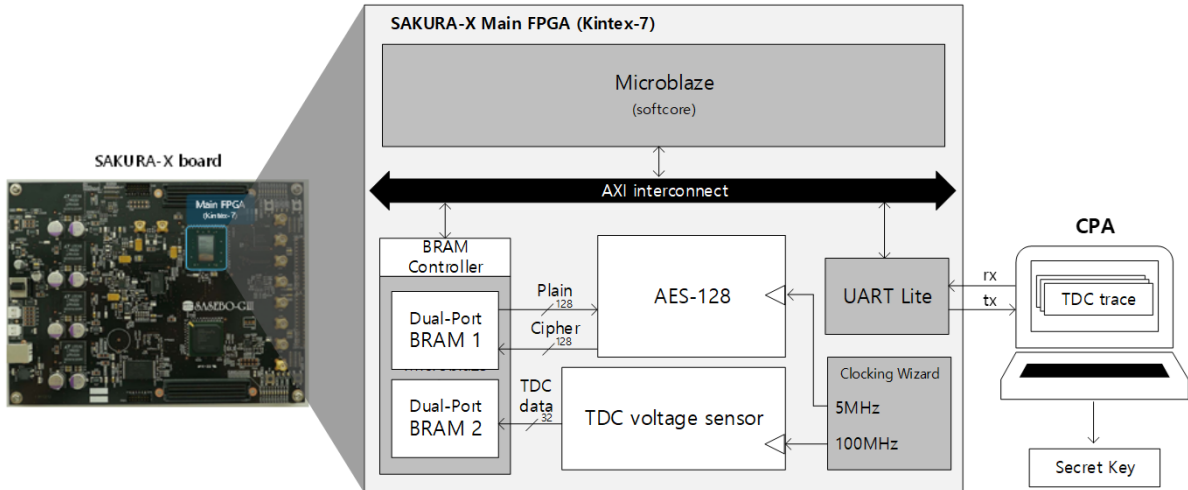 SAKURA-X Main FPGA (Kintex-7)
Microblaze
(softcore)
SAKURA-X board
Main FPGA
(Kintex-7)
AXI interconnect
CPA
BRAM
Controller
Plain
128
AES-128
UART Lite
rx
tx
TDC trace
Dual-Port
BRAM 1
Cipher
128
SASEBO-GIII
Clocking Wizard
TDC
data
32
5MHz
Dual-Port
BRAM 2
TDC voltage sensor
100MHz
Secret Key